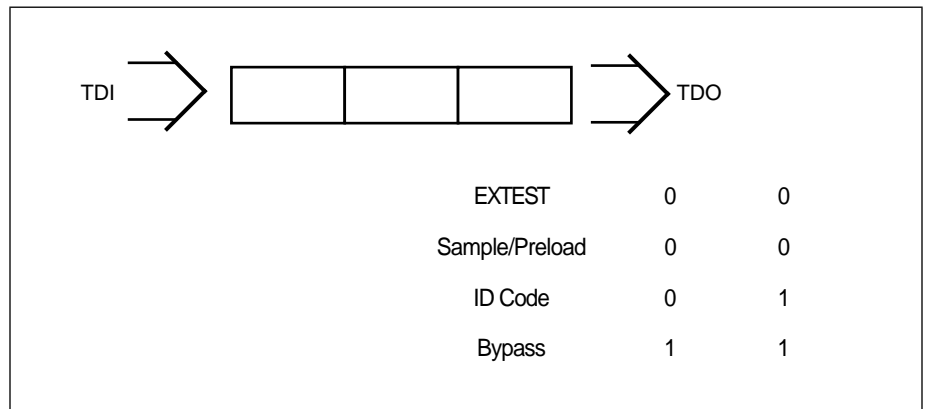 TDI TDO
EXTEST 0 0
Sample/Preload 0 0
ID Code 0 1
Bypass 1 1